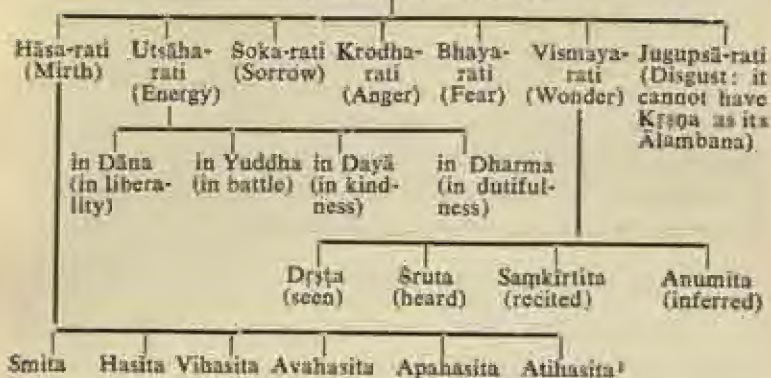 Hāsa-rati Utsāha- Śoka-rati Krodha- Bhaya- Vismaya- Jugupsā-rati
(Mirth) rati (Sorrow) rati rati rati (Disgust: it
(Energy) (Anger) (Fear) (Wonder) cannot have
Kṛṣṇa as its
Ālambana)
in Dāna in Yuddha in Dayā in Dharma
(in libera- (in battle) (in kind- (in dutiful-
lity) ness) ness)
Dṛṣṭa Śruta Saṃkīrtita Anumita
(seen) (heard) (recited) (inferred)
Smita Hasita Vihasita Avahasita Apahasita Atihasita¹